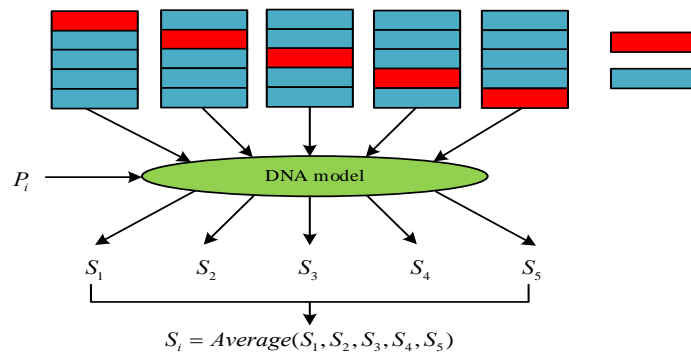 DNA model
P_i
S_1 S_2 S_3 S_4 S_5
S_i = Average(S_1, S_2, S_3, S_4, S_5)